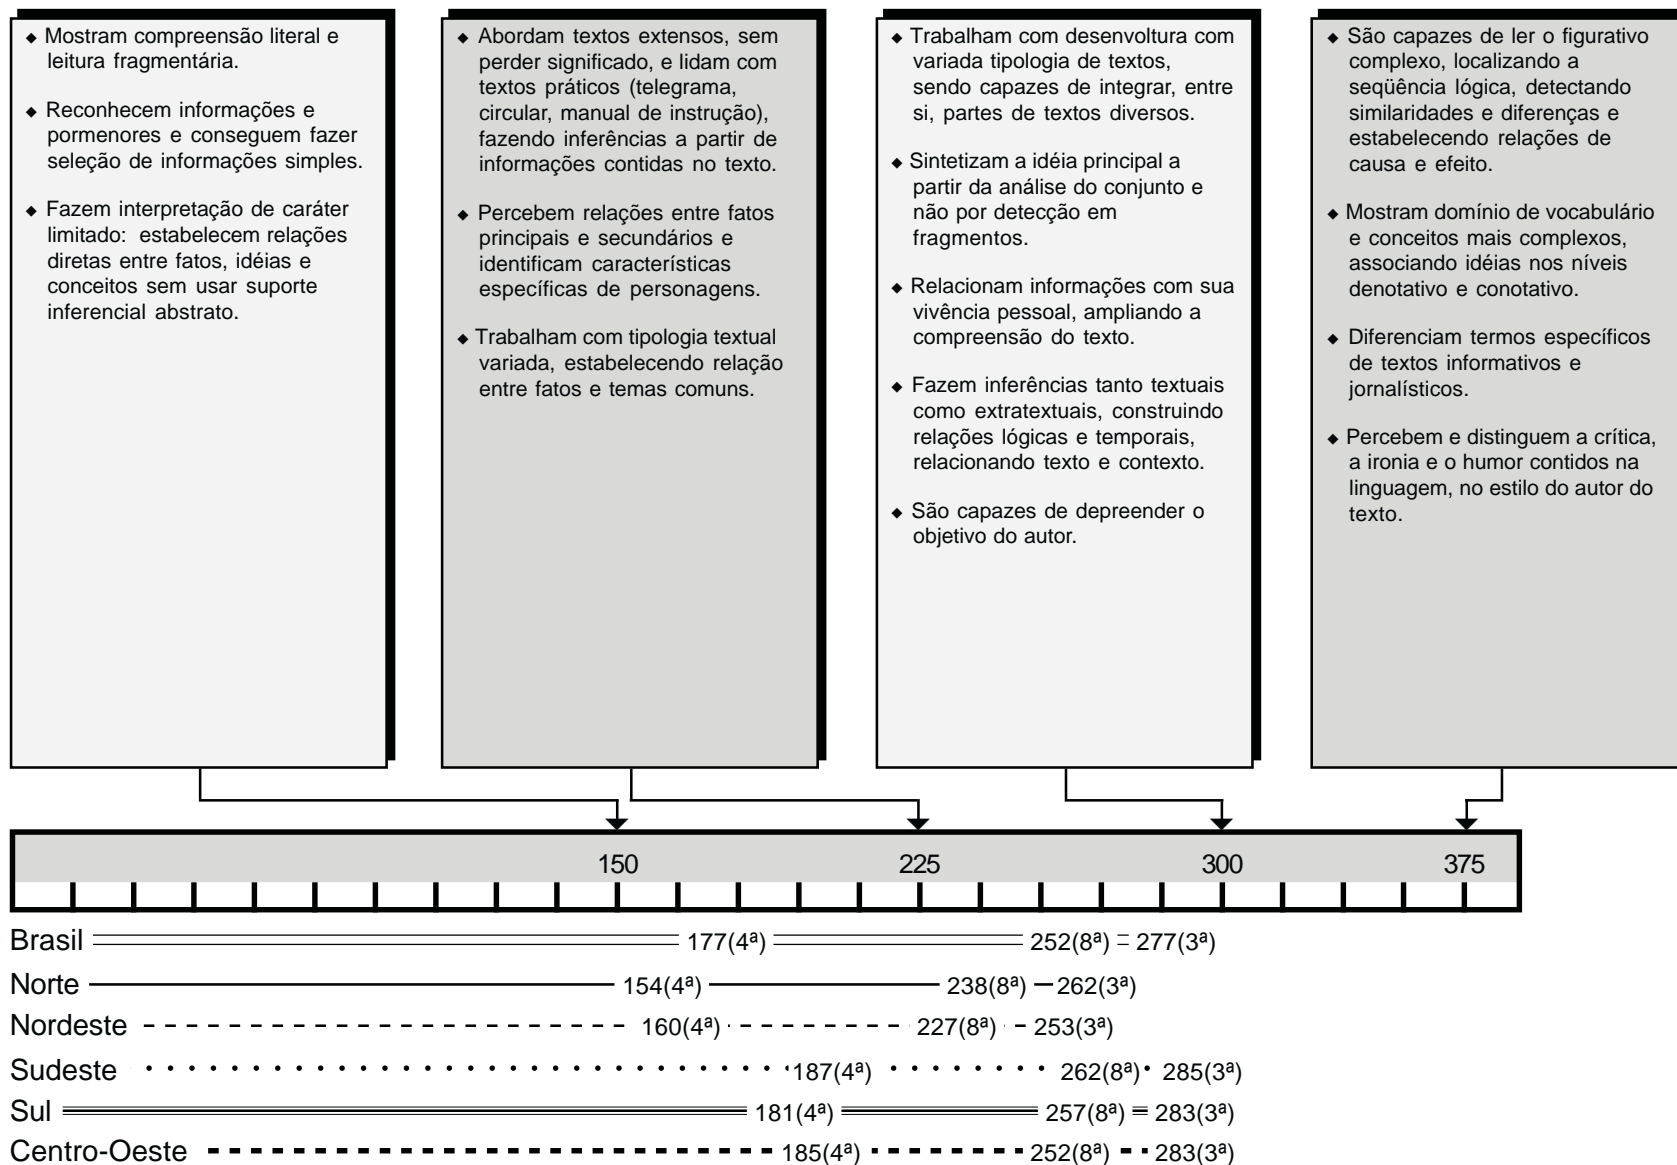 ◆ Mostram compreensão literal e
leitura fragmentária.
◆ Reconhecem informações e
pormenores e conseguem fazer
seleção de informações simples.
◆ Fazem interpretação de caráter
limitado: estabelecem relações
diretas entre fatos, idéias e
conceitos sem usar suporte
inferencial abstrato.
◆ Abordam textos extensos, sem
perder significado, e lidam com
textos práticos (telegrama,
circular, manual de instrução),
fazendo inferências a partir de
informações contidas no texto.
◆ Percebem relações entre fatos
principais e secundários e
identificam características
específicas de personagens.
◆ Trabalham com tipologia textual
variada, estabelecendo relação
entre fatos e temas comuns.
◆ Trabalham com desenvoltura com
variada tipologia de textos,
sendo capazes de integrar, entre
si, partes de textos diversos.
◆ Sintetizam a idéia principal a
partir da análise do conjunto e
não por detecção em
fragmentos.
◆ Relacionam informações com sua
vivência pessoal, ampliando a
compreensão do texto.
◆ Fazem inferências tanto textuais
como extratextuais, construindo
relações lógicas e temporais,
relacionando texto e contexto.
◆ São capazes de depreender o
objetivo do autor.
◆ São capazes de ler o figurativo
complexo, localizando a
seqüência lógica, detectando
similaridades e diferenças e
estabelecendo relações de
causa e efeito.
◆ Mostram domínio de vocabulário
e conceitos mais complexos,
associando idéias nos níveis
denotativo e conotativo.
◆ Diferenciam termos específicos
de textos informativos e
jornalísticos.
◆ Percebem e distinguem a crítica,
a ironia e o humor contidos na
linguagem, no estilo do autor do
texto.
150 225 300 375
Brasil 177(4ª) 252(8ª) 277(3ª)
Norte 154(4ª) 238(8ª) 262(3ª)
Nordeste 160(4ª) 227(8ª) 253(3ª)
Sudeste 187(4ª) 262(8ª) 285(3ª)
Sul 181(4ª) 257(8ª) 283(3ª)
Centro-Oeste 185(4ª) 252(8ª) 283(3ª)